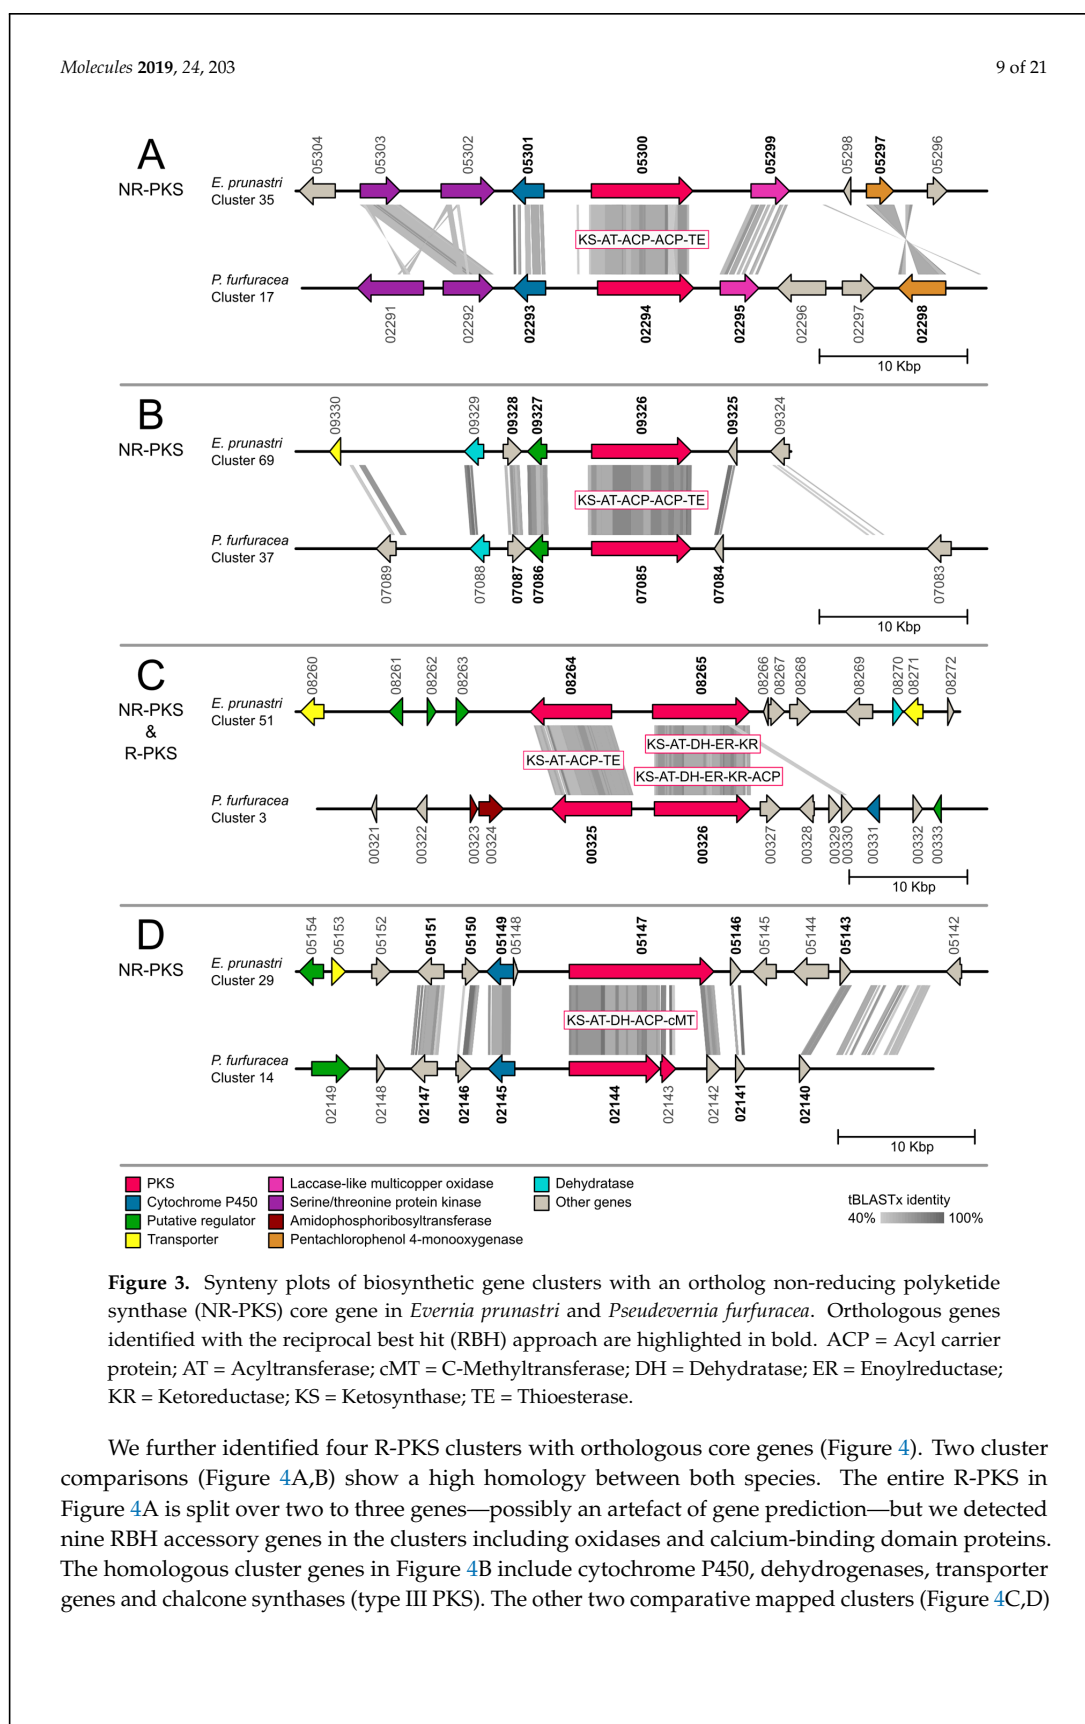 Molecules 2019, 24, 203
9 of 21
A
NR-PKS
E. prunastri
Cluster 35
05304
05303
05302
05301
05300
05299
05298
05297
05296
KS-AT-ACP-ACP-TE
P. furfuracea
Cluster 17
02291
02292
02293
02294
02295
02296
02297
02298
10 Kbp
B
NR-PKS
E. prunastri
Cluster 69
09330
09329
09328
09327
09326
09325
09324
KS-AT-ACP-ACP-TE
P. furfuracea
Cluster 37
07089
07088
07087
07086
07085
07084
07083
10 Kbp
C
NR-PKS
&
R-PKS
E. prunastri
Cluster 51
08260
08261
08262
08263
08264
08265
08266
08267
08268
08269
08270
08271
08272
KS-AT-DH-ER-KR
KS-AT-ACP-TE
KS-AT-DH-ER-KR-ACP
P. furfuracea
Cluster 3
00321
00322
00323
00324
00325
00326
00327
00328
00329
00330
00331
00332
00333
10 Kbp
D
NR-PKS
E. prunastri
Cluster 29
05154
05153
05152
05151
05150
05149
05148
05147
05146
05145
05144
05143
05142
KS-AT-DH-ACP-cMT
P. furfuracea
Cluster 14
02149
02148
02147
02146
02145
02144
02143
02142
02141
02140
10 Kbp
PKS
Cytochrome P450
Putative regulator
Transporter
Laccase-like multicopper oxidase
Serine/threonine protein kinase
Amidophosphoribosyltransferase
Pentachlorophenol 4-monooxygenase
Dehydratase
Other genes
tBLASTx identity
40% 100%
Figure 3. Synteny plots of biosynthetic gene clusters with an ortholog non-reducing polyketide
synthase (NR-PKS) core gene in Evernia prunastri and Pseudevernia furfuracea. Orthologous genes
identified with the reciprocal best hit (RBH) approach are highlighted in bold. ACP = Acyl carrier
protein; AT = Acyltransferase; cMT = C-Methyltransferase; DH = Dehydratase; ER = Enoylreductase;
KR = Ketoreductase; KS = Ketosynthase; TE = Thioesterase.
We further identified four R-PKS clusters with orthologous core genes (Figure 4). Two cluster
comparisons (Figure 4A,B) show a high homology between both species. The entire R-PKS in
Figure 4A is split over two to three genes—possibly an artefact of gene prediction—but we detected
nine RBH accessory genes in the clusters including oxidases and calcium-binding domain proteins.
The homologous cluster genes in Figure 4B include cytochrome P450, dehydrogenases, transporter
genes and chalcone synthases (type III PKS). The other two comparative mapped clusters (Figure 4C,D)